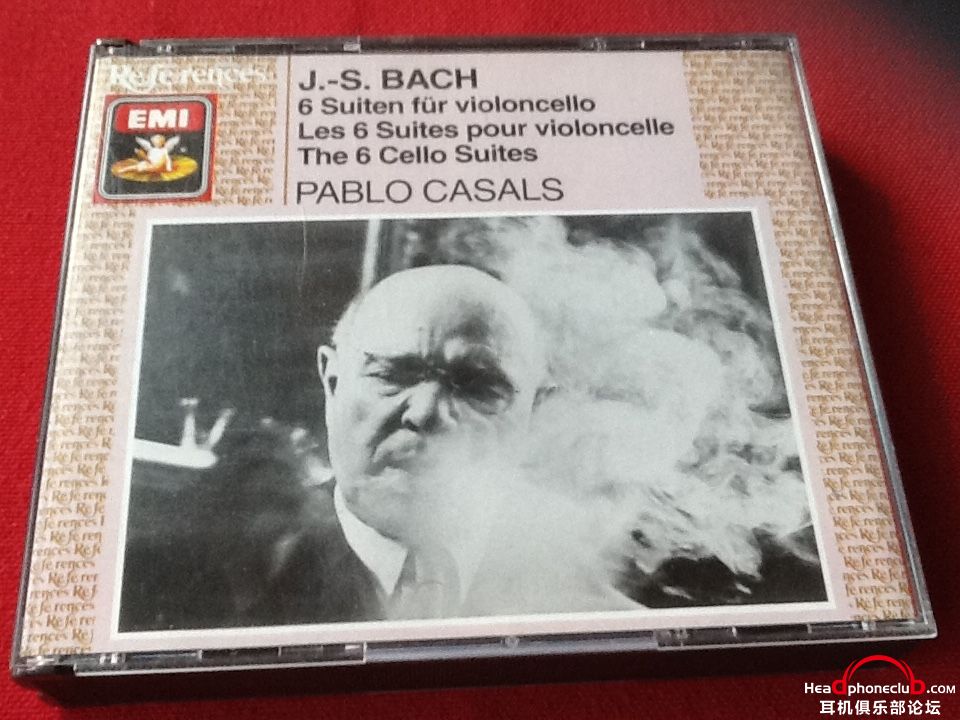 References
EMI
J.-S. BACH
6 Suiten für violoncello
Les 6 Suites pour violoncelle
The 6 Cello Suites
PABLO CASALS
Headphoneclub.com
耳机俱乐部论坛